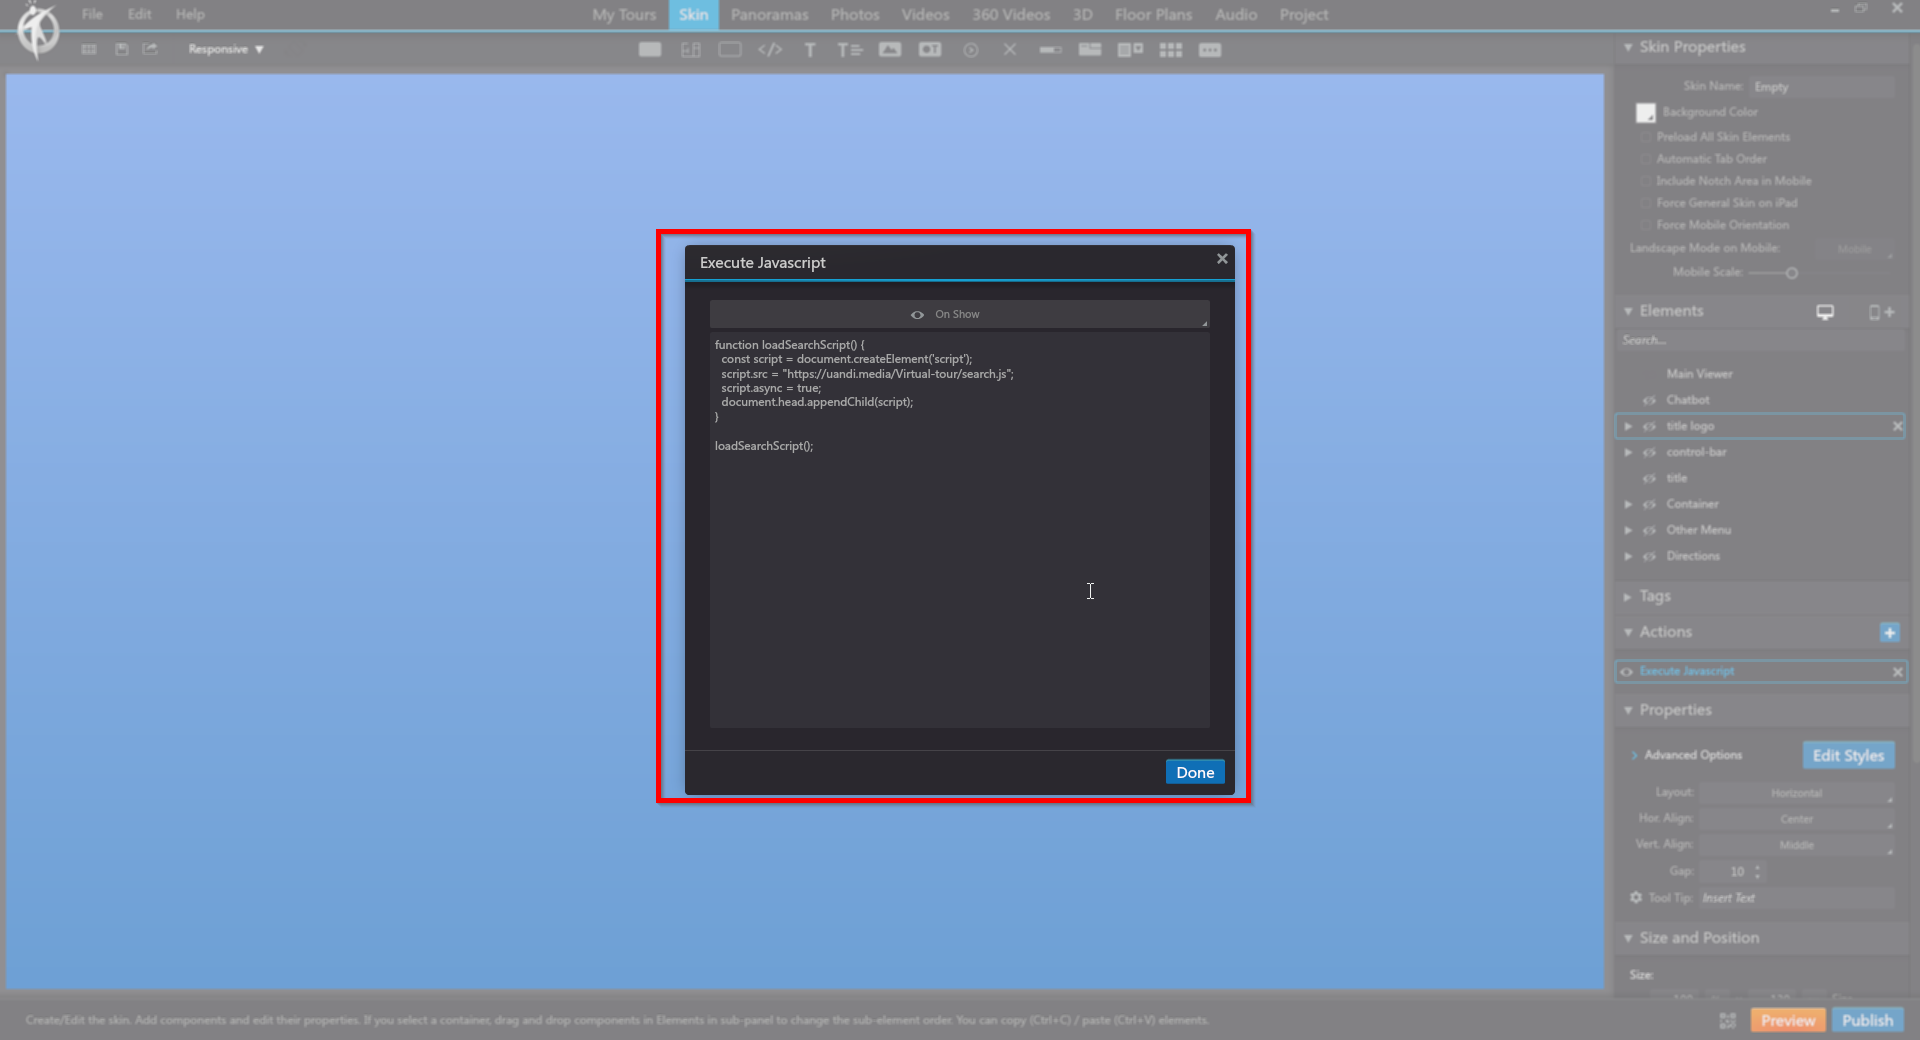 File Edit Help
My Tours Skin Panoramas Photos Videos 360 Videos 3D Floor Plans Audio Project
Responsive
Skin Properties
Skin Name: Empty
Background Color
Preload All Skin Elements
Automatic Tab Order
Include Notch Area in Mobile
Force General Skin on iPad
Force Mobile Orientation
Landscape Mode on Mobile: Mobile
Mobile Scale:
Elements
Search...
Main Viewer
Chatbot
title logo
control-bar
title
Container
Other Menu
Directions
Tags
Actions
Execute Javascript
Properties
Advanced Options Edit Styles
Layout: Horizontal
Hor. Align: Center
Vert. Align: Middle
Gap: 10
Tool Tip: Insert Text
Size and Position
Size:
Execute Javascript
On Show
function loadSearchScript() {
const script = document.createElement('script');
script.src = "https://uandi.media/Virtual-tour/search.js";
script.async = true;
document.head.appendChild(script);
}
loadSearchScript();
Done
Create/Edit the skin. Add components and edit their properties. If you select a container, drag and drop components in Elements in sub-panel to change the sub-element order. You can copy (Ctrl+C) / paste (Ctrl+V) elements.
Preview Publish